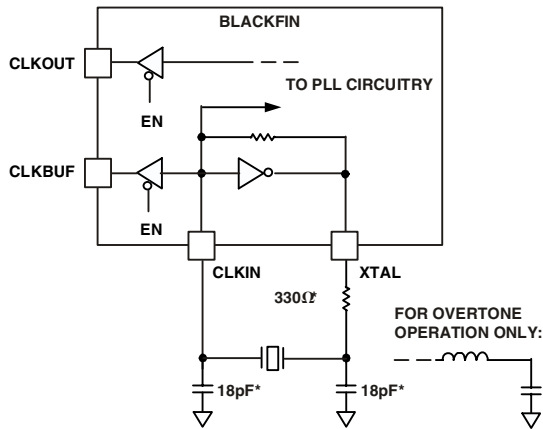 BLACKFIN
CLKOUT
TO PLL CIRCUITRY
EN
CLKBUF
EN
CLKIN
XTAL
330Ω*
FOR OVERTONE
OPERATION ONLY:
18pF*
18pF*